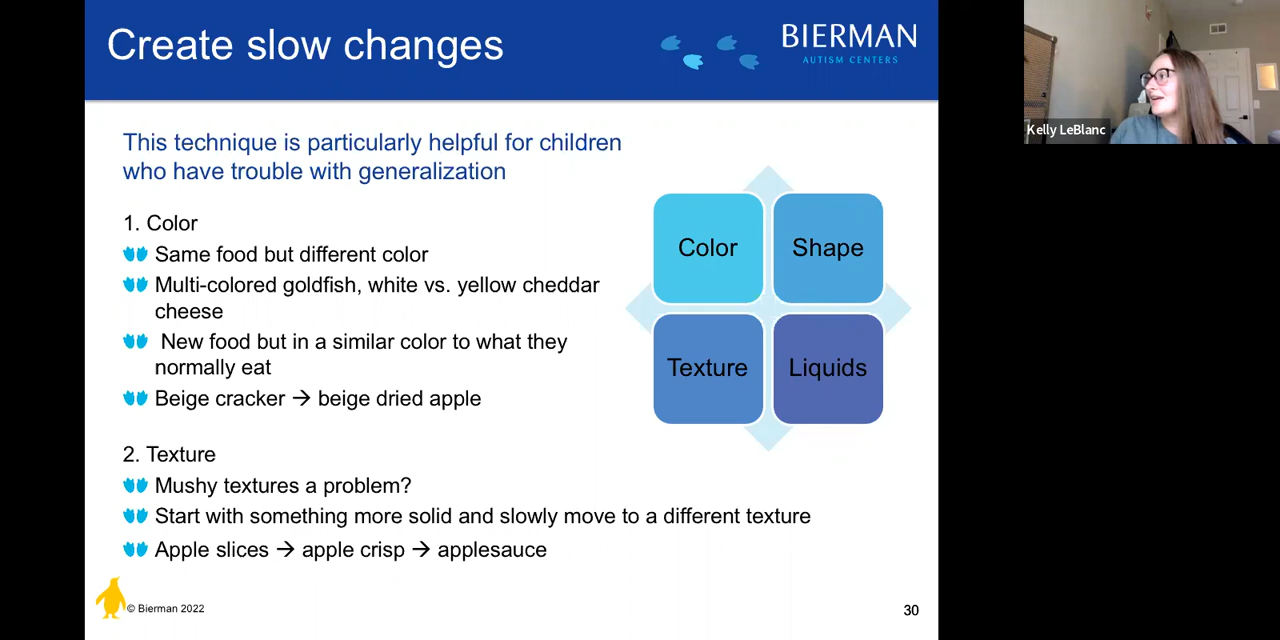 Create slow changes
BIERMAN
AUTISM CENTERS
Kelly LeBlanc
This technique is particularly helpful for children
who have trouble with generalization
1. Color
Same food but different color
Multi-colored goldfish, white vs. yellow cheddar
cheese
New food but in a similar color to what they
normally eat
Beige cracker → beige dried apple
2. Texture
Mushy textures a problem?
Start with something more solid and slowly move to a different texture
Apple slices → apple crisp → applesauce
Color
Shape
Texture
Liquids
© Bierman 2022
30